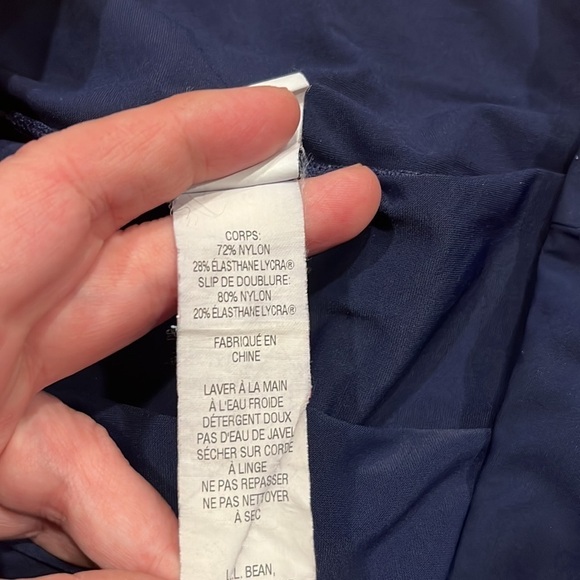 CORPS:
72% NYLON
28% ÉLASTHANE LYCRA®
SLIP DE DOUBLURE:
80% NYLON
20% ÉLASTHANE LYCRA®
FABRIQUÉ EN
CHINE
LAVER À LA MAIN
À L'EAU FROIDE
DÉTERGENT DOUX
PAS D'EAU DE JAVEL
SÉCHER SUR CORDE
À LINGE
NE PAS REPASSER
NE PAS NETTOYER
À SEC
L.L. BEAN,